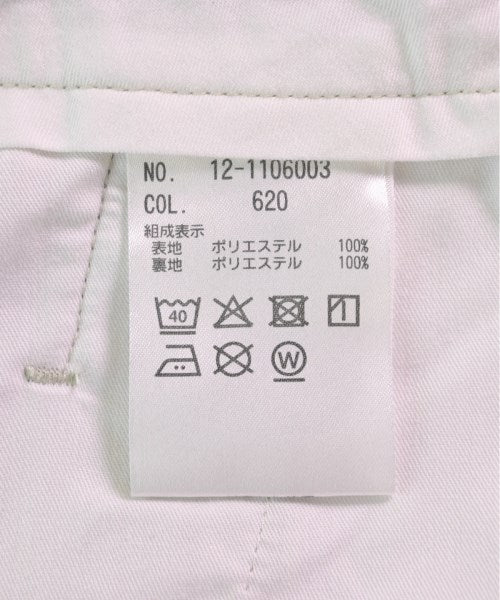 NO. 12-1106003
COL. 620
組成表示
表地 ポリエステル 100%
裏地 ポリエステル 100%
40
W